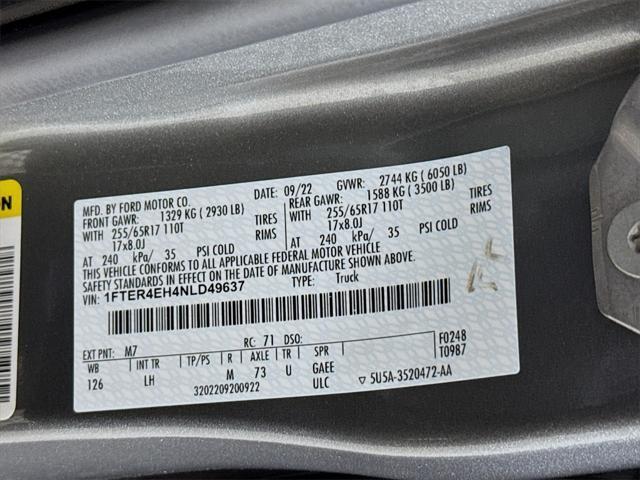 ON
MFD. BY FORD MOTOR CO. DATE: 09/22 GVWR: 2744 KG ( 6050 LB)
FRONT GAWR: 1329 KG ( 2930 LB) REAR GAWR: 1588 KG ( 3500 LB)
WITH 255/65R17 110T TIRES WITH 255/65R17 110T TIRES
17x8.0J RIMS 17x8.0J RIMS
AT 240 kPa/ 35 PSI COLD AT 240 kPa/ 35 PSI COLD
THIS VEHICLE CONFORMS TO ALL APPLICABLE FEDERAL MOTOR VEHICLE
SAFETY AND THEFT PREVENTION STANDARDS IN EFFECT ON THE DATE OF MANUFACTURE SHOWN ABOVE.
VIN: 1FTER4EH4NLD49637 TYPE: Truck
EXT PNT: M7 RC: 71 DSO: F0248
WB INT TR TP/PS R AXLE TR SPR T0987
126 LH M 73 U GAEE
3202209200922 ULC ▽ 5U5A-3520472-AA